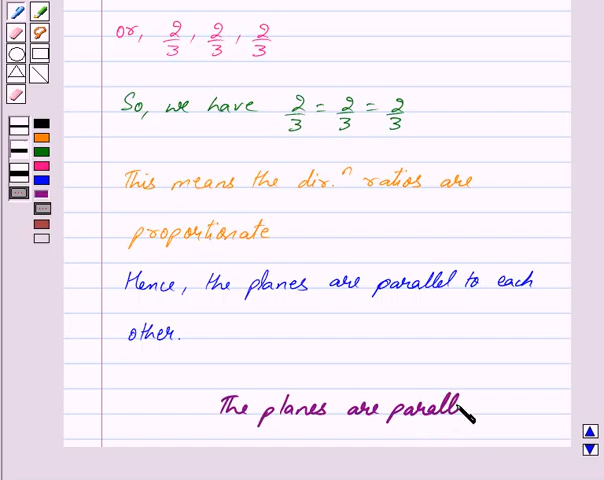 or, 2/3, 2/3, 2/3
So, we have 2/3 = 2/3 = 2/3
This means the dir.ⁿ ratios are
proportionate
Hence, the planes are parallel to each
other.
The planes are parall